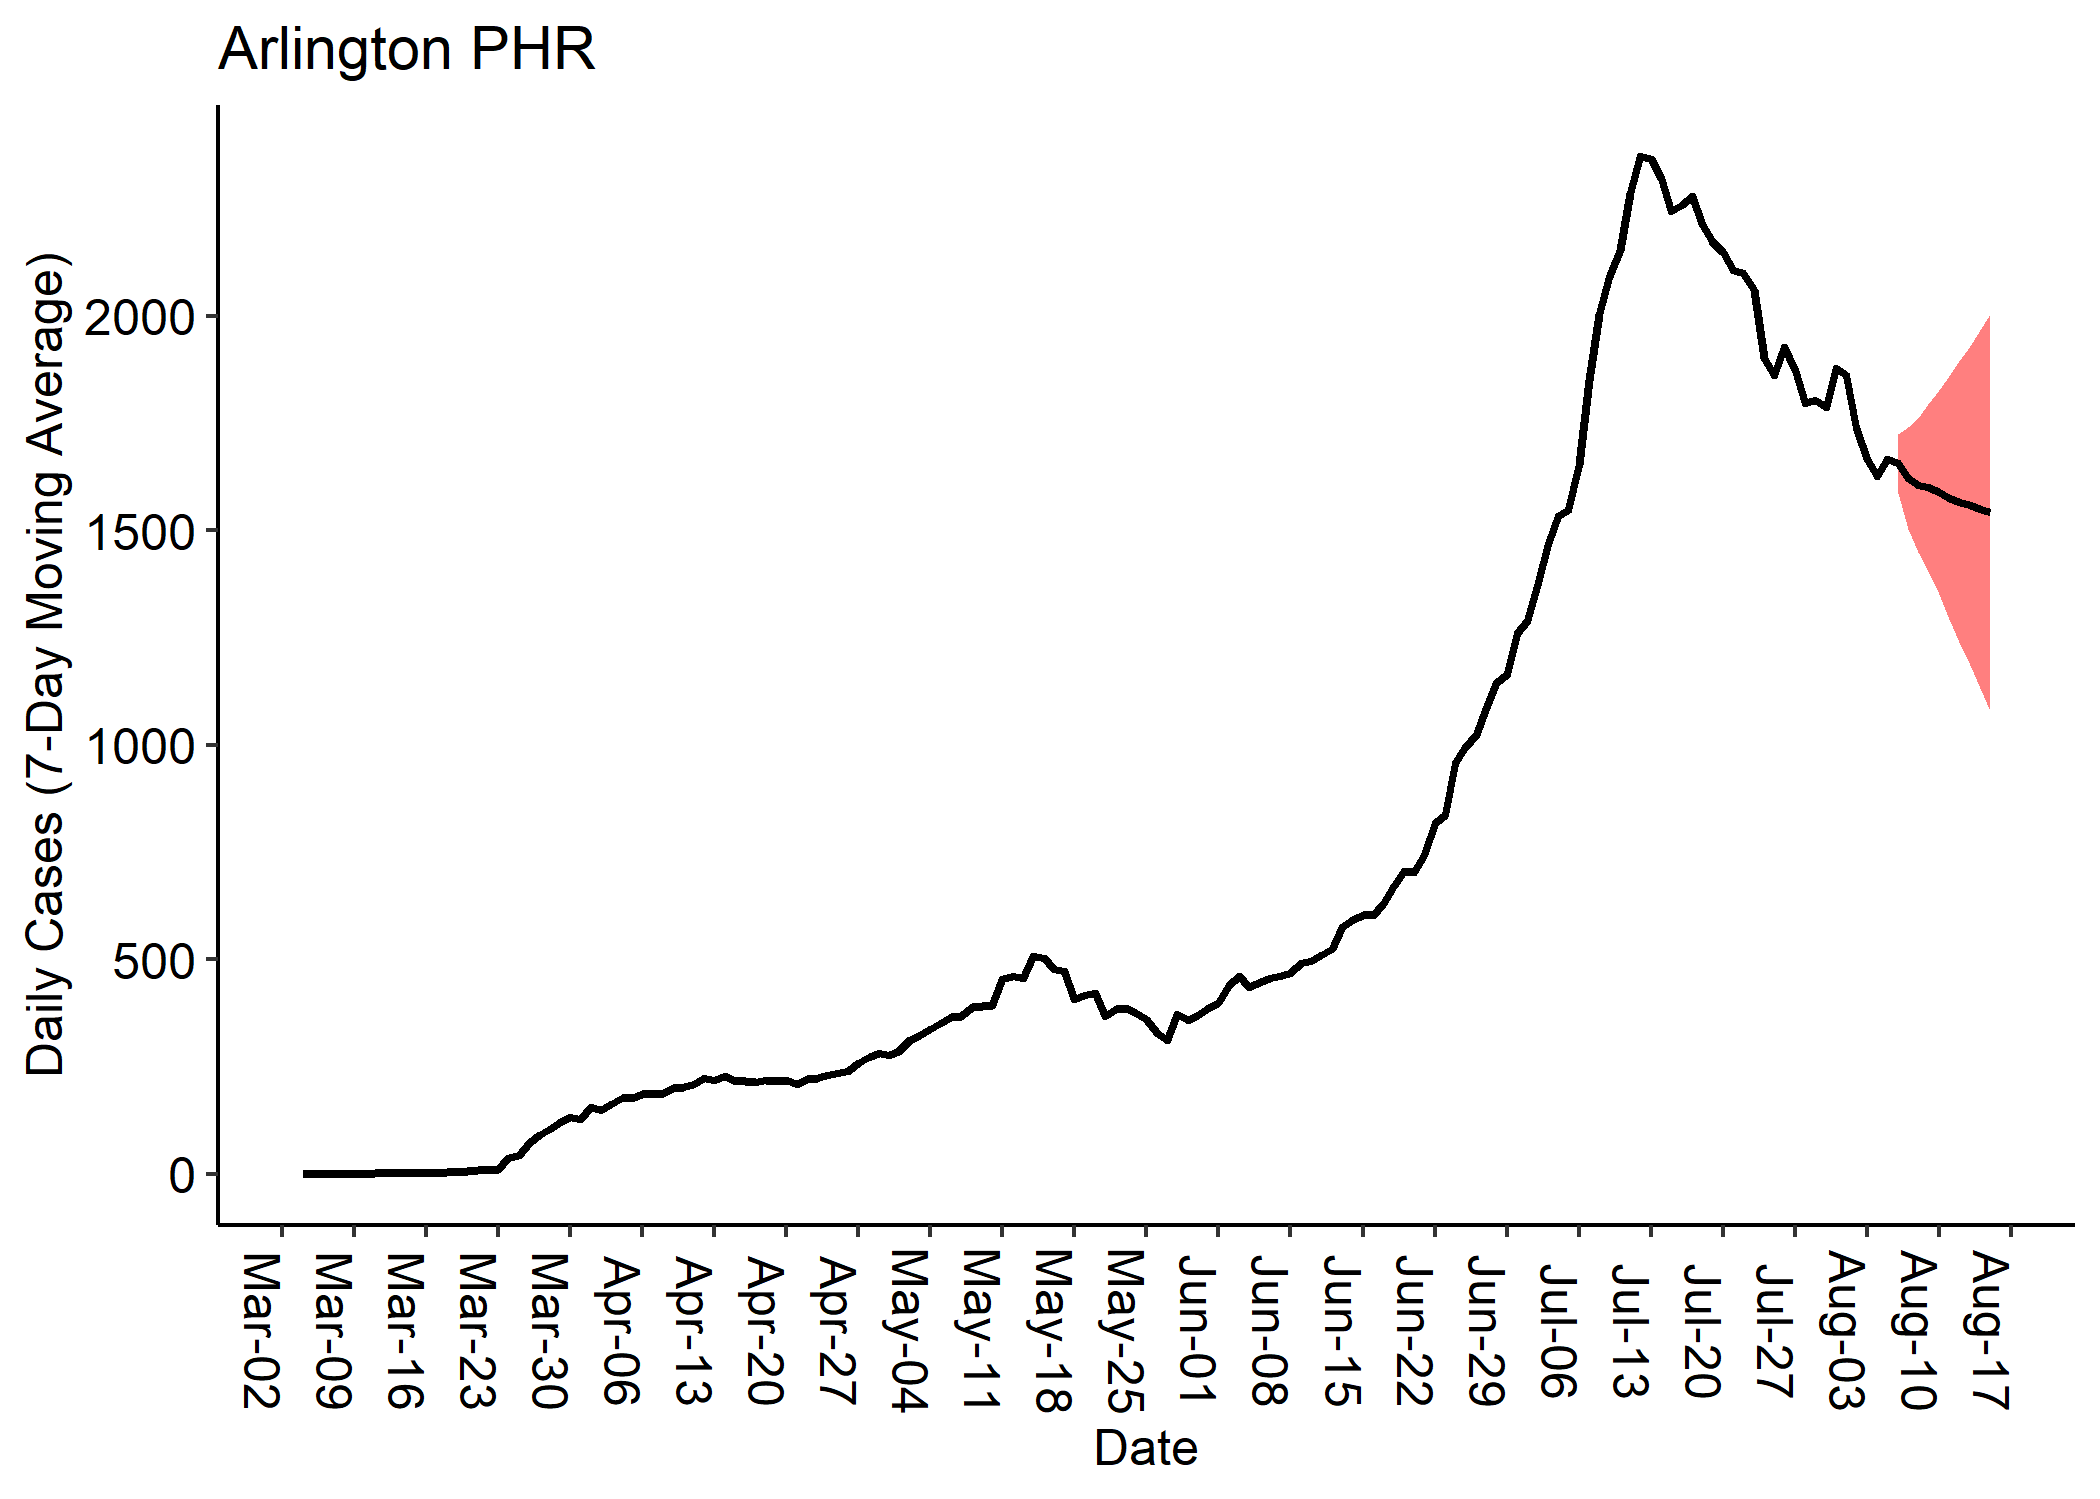 Arlington PHR
Daily Cases (7-Day Moving Average)
2000
1500
1000
500
0
Mar-02
Mar-09
Mar-16
Mar-23
Mar-30
Apr-06
Apr-13
Apr-20
Apr-27
May-04
May-11
May-18
May-25
Jun-01
Jun-08
Jun-15
Jun-22
Jun-29
Jul-06
Jul-13
Jul-20
Jul-27
Aug-03
Aug-10
Aug-17
Date